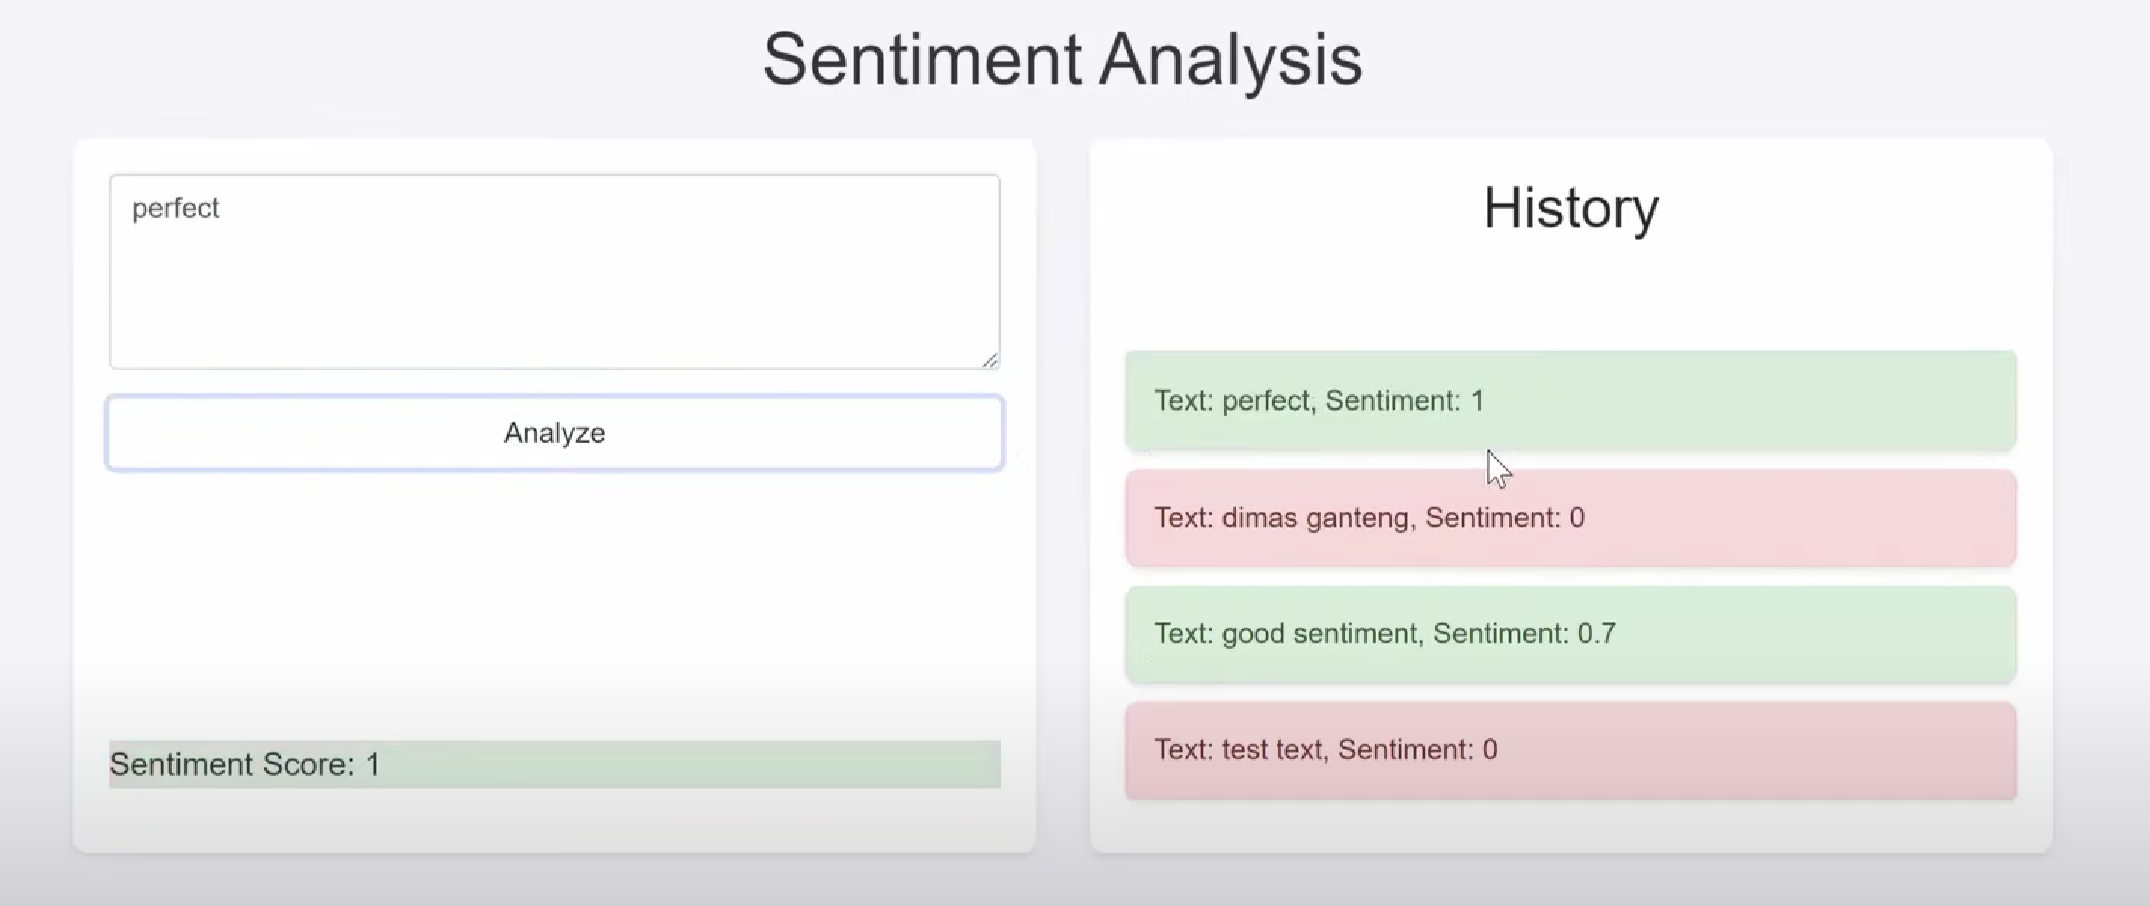 Sentiment Analysis
perfect
Analyze
Sentiment Score: 1
History
Text: perfect, Sentiment: 1
Text: dimas ganteng, Sentiment: 0
Text: good sentiment, Sentiment: 0.7
Text: test text, Sentiment: 0